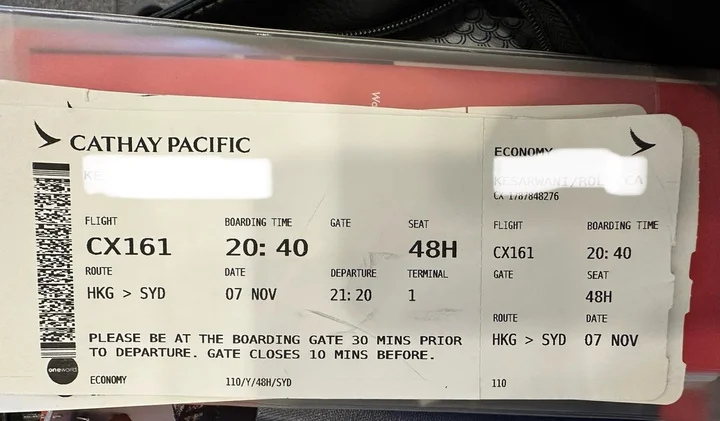 CATHAY PACIFIC
FLIGHT BOARDING TIME GATE SEAT
CX161 20:40 48H
ROUTE DATE DEPARTURE TERMINAL
HKG > SYD 07 NOV 21:20 1
PLEASE BE AT THE BOARDING GATE 30 MINS PRIOR
TO DEPARTURE. GATE CLOSES 10 MINS BEFORE.
oneworld
ECONOMY 110/Y/48H/SYD
ECONOMY
CX 1787848276
FLIGHT BOARDING TIME
CX161 20:40
GATE SEAT
48H
ROUTE DATE
HKG > SYD 07 NOV
110